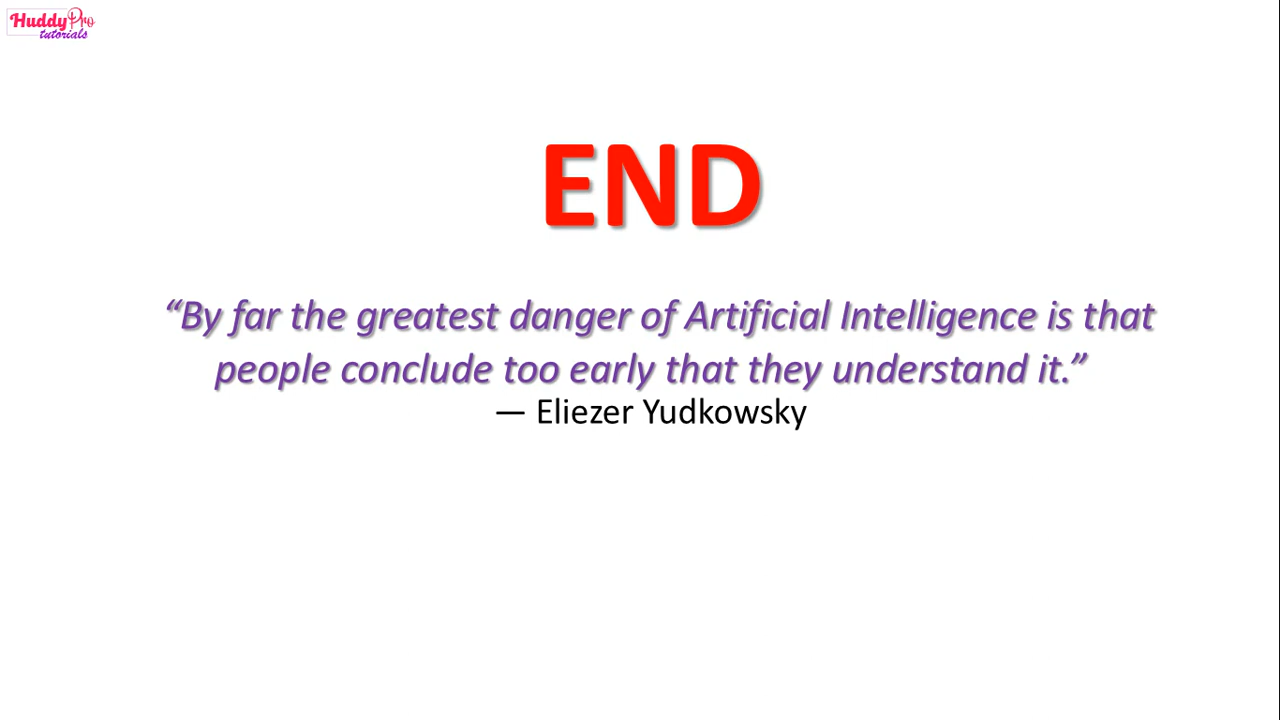 HuddyPro
tutorials
END
“By far the greatest danger of Artificial Intelligence is that
people conclude too early that they understand it.”
— Eliezer Yudkowsky